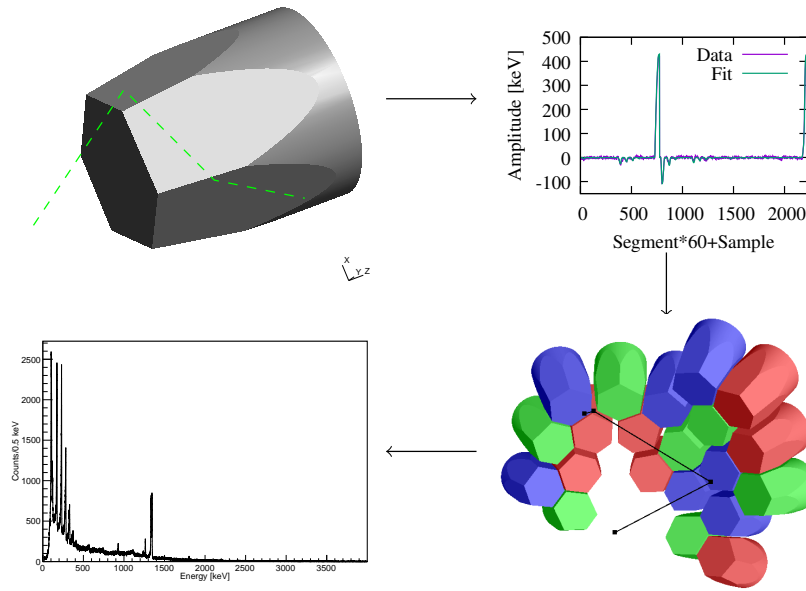 X
Y Z
500
400
300
200
100
0
-100
Amplitude [keV]
Data
Fit
0 500 1000 1500 2000
Segment*60+Sample
2500
2000
1500
1000
500
0
Counts/0.5 keV
0 500 1000 1500 2000 2500 3000 3500
Energy [keV]